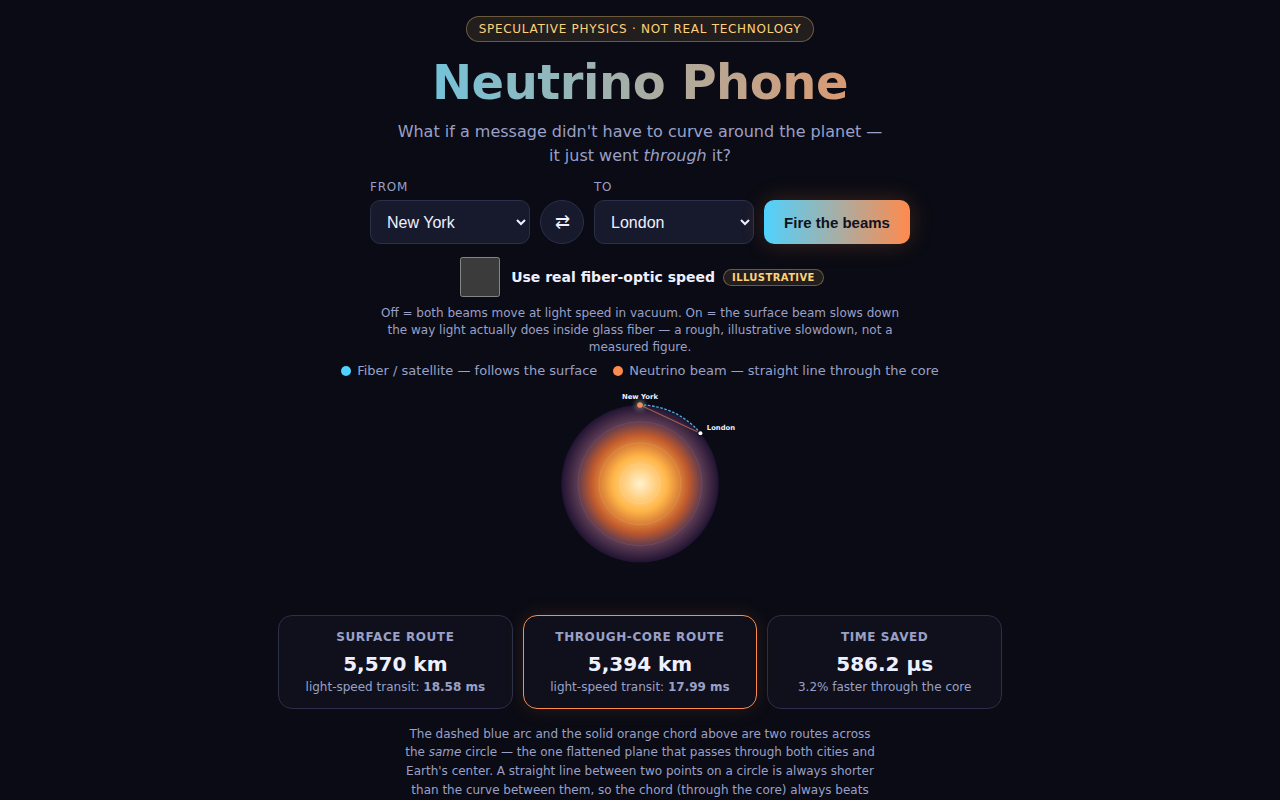 SPECULATIVE PHYSICS · NOT REAL TECHNOLOGY
Neutrino Phone
What if a message didn't have to curve around the planet —
it just went through it?
FROM
TO
New York
⇄
London
Fire the beams
Use real fiber-optic speed ILLUSTRATIVE
Off = both beams move at light speed in vacuum. On = the surface beam slows down
the way light actually does inside glass fiber — a rough, illustrative slowdown, not a
measured figure.
Fiber / satellite — follows the surface
Neutrino beam — straight line through the core
New York
London
SURFACE ROUTE
5,570 km
light-speed transit: 18.58 ms
THROUGH-CORE ROUTE
5,394 km
light-speed transit: 17.99 ms
TIME SAVED
586.2 µs
3.2% faster through the core
The dashed blue arc and the solid orange chord above are two routes across
the same circle — the one flattened plane that passes through both cities and
Earth's center. A straight line between two points on a circle is always shorter
than the curve between them, so the chord (through the core) always beats